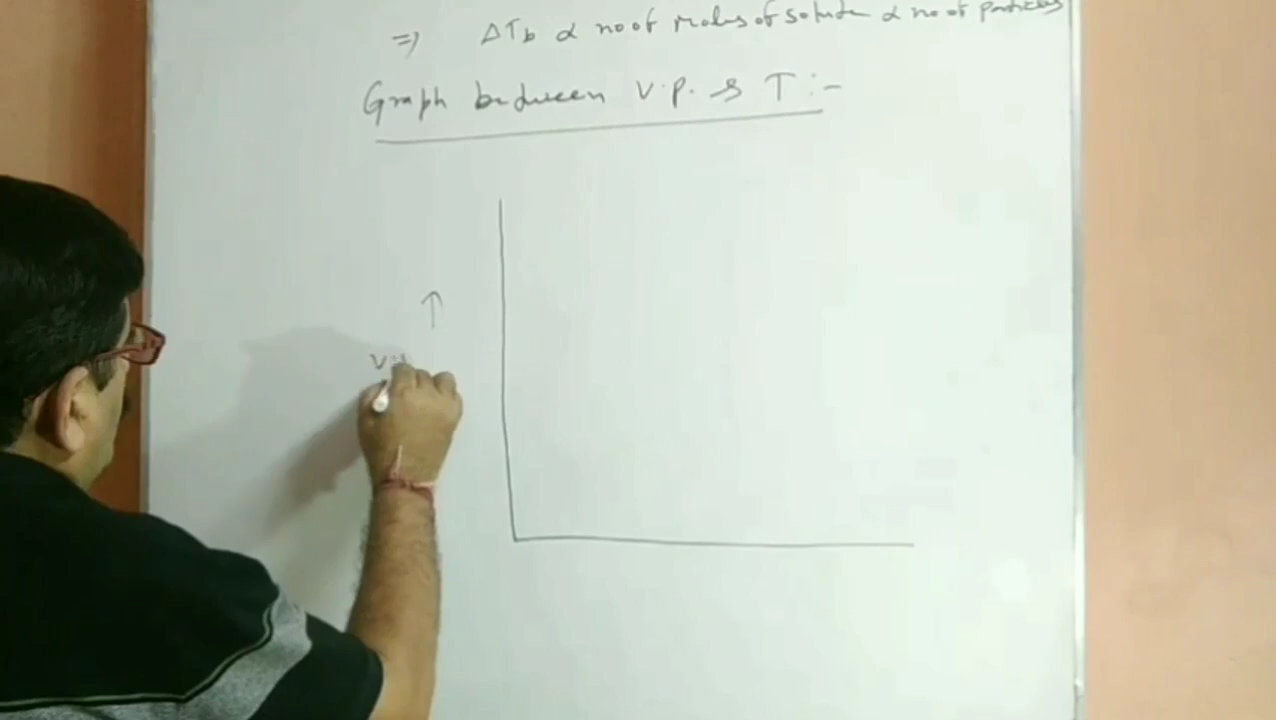 => ΔTb α no of moles of solute α no of particles
Graph between V.P. & T :-
↑
V.